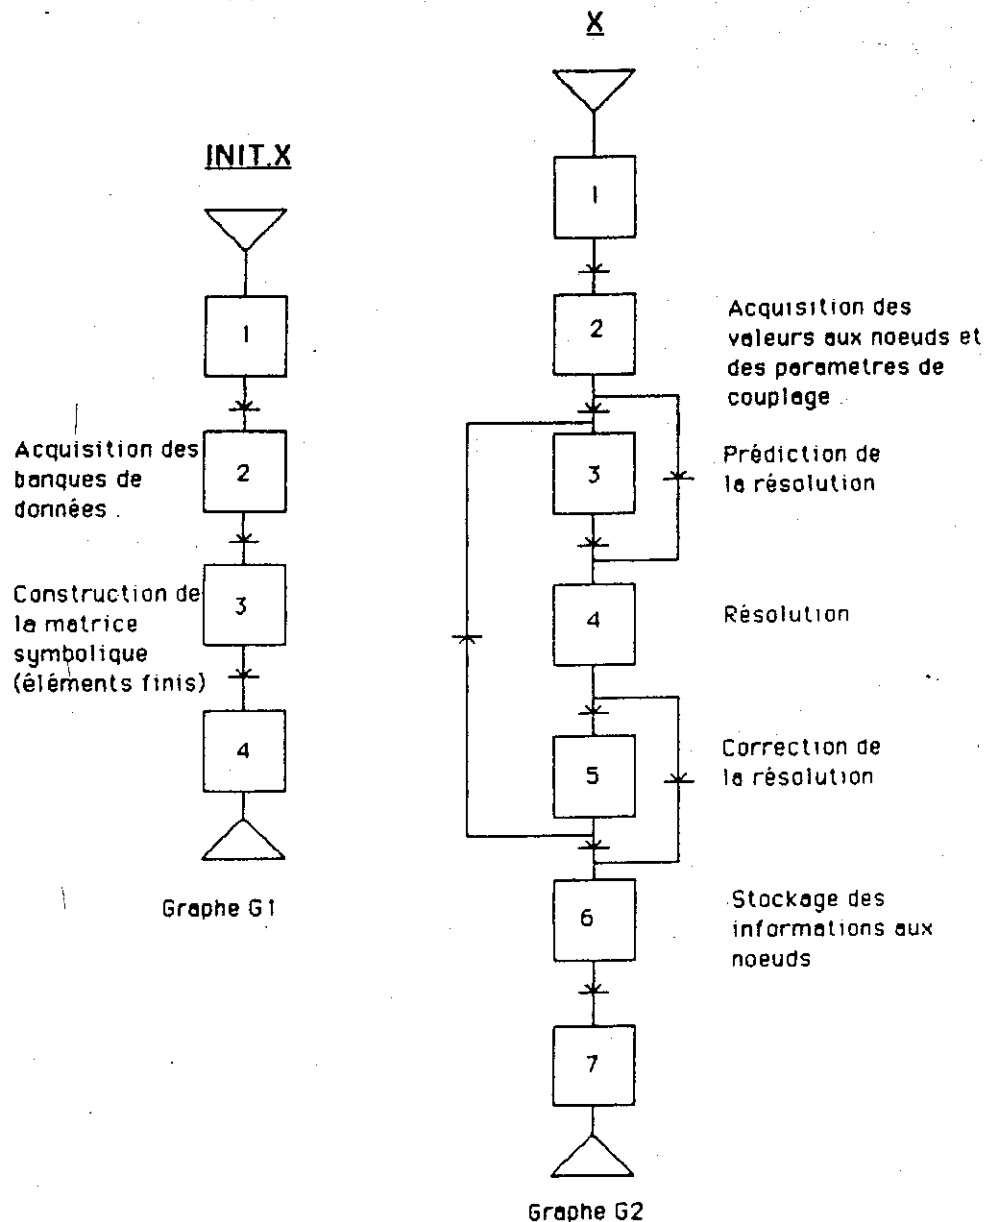 INIT.X
1
Acquisition des
banques de
données .
2
Construction de
la matrice
symbolique
(éléments finis)
3
4
Graphe G1
X
1
2
Acquisition des
valeurs aux noeuds et
des parametres de
couplage .
3
Prédiction de
la résolution
4
Résolution
5
Correction de
la résolution
6
Stockage des
informations aux
noeuds
7
Graphe G2